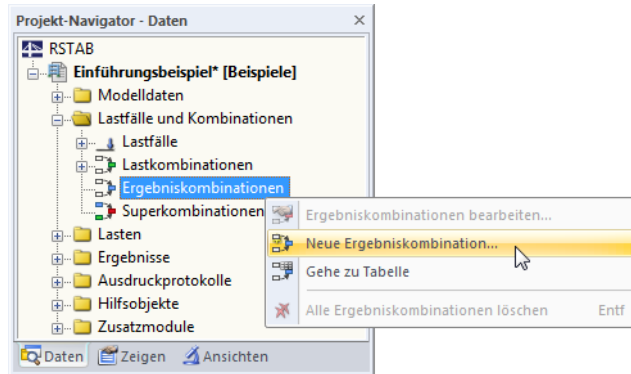 Projekt-Navigator - Daten
RSTAB
Einführungsbeispiel* [Beispiele]
Modelldaten
Lastfälle und Kombinationen
Lastfälle
Lastkombinationen
Ergebniskombinationen
Superkombinationen
Lasten
Ergebnisse
Ausdruckprotokolle
Hilfsobjekte
Zusatzmodule
Daten Zeigen Ansichten
Ergebniskombinationen bearbeiten...
Neue Ergebniskombination...
Gehe zu Tabelle
Alle Ergebniskombinationen löschen Entf